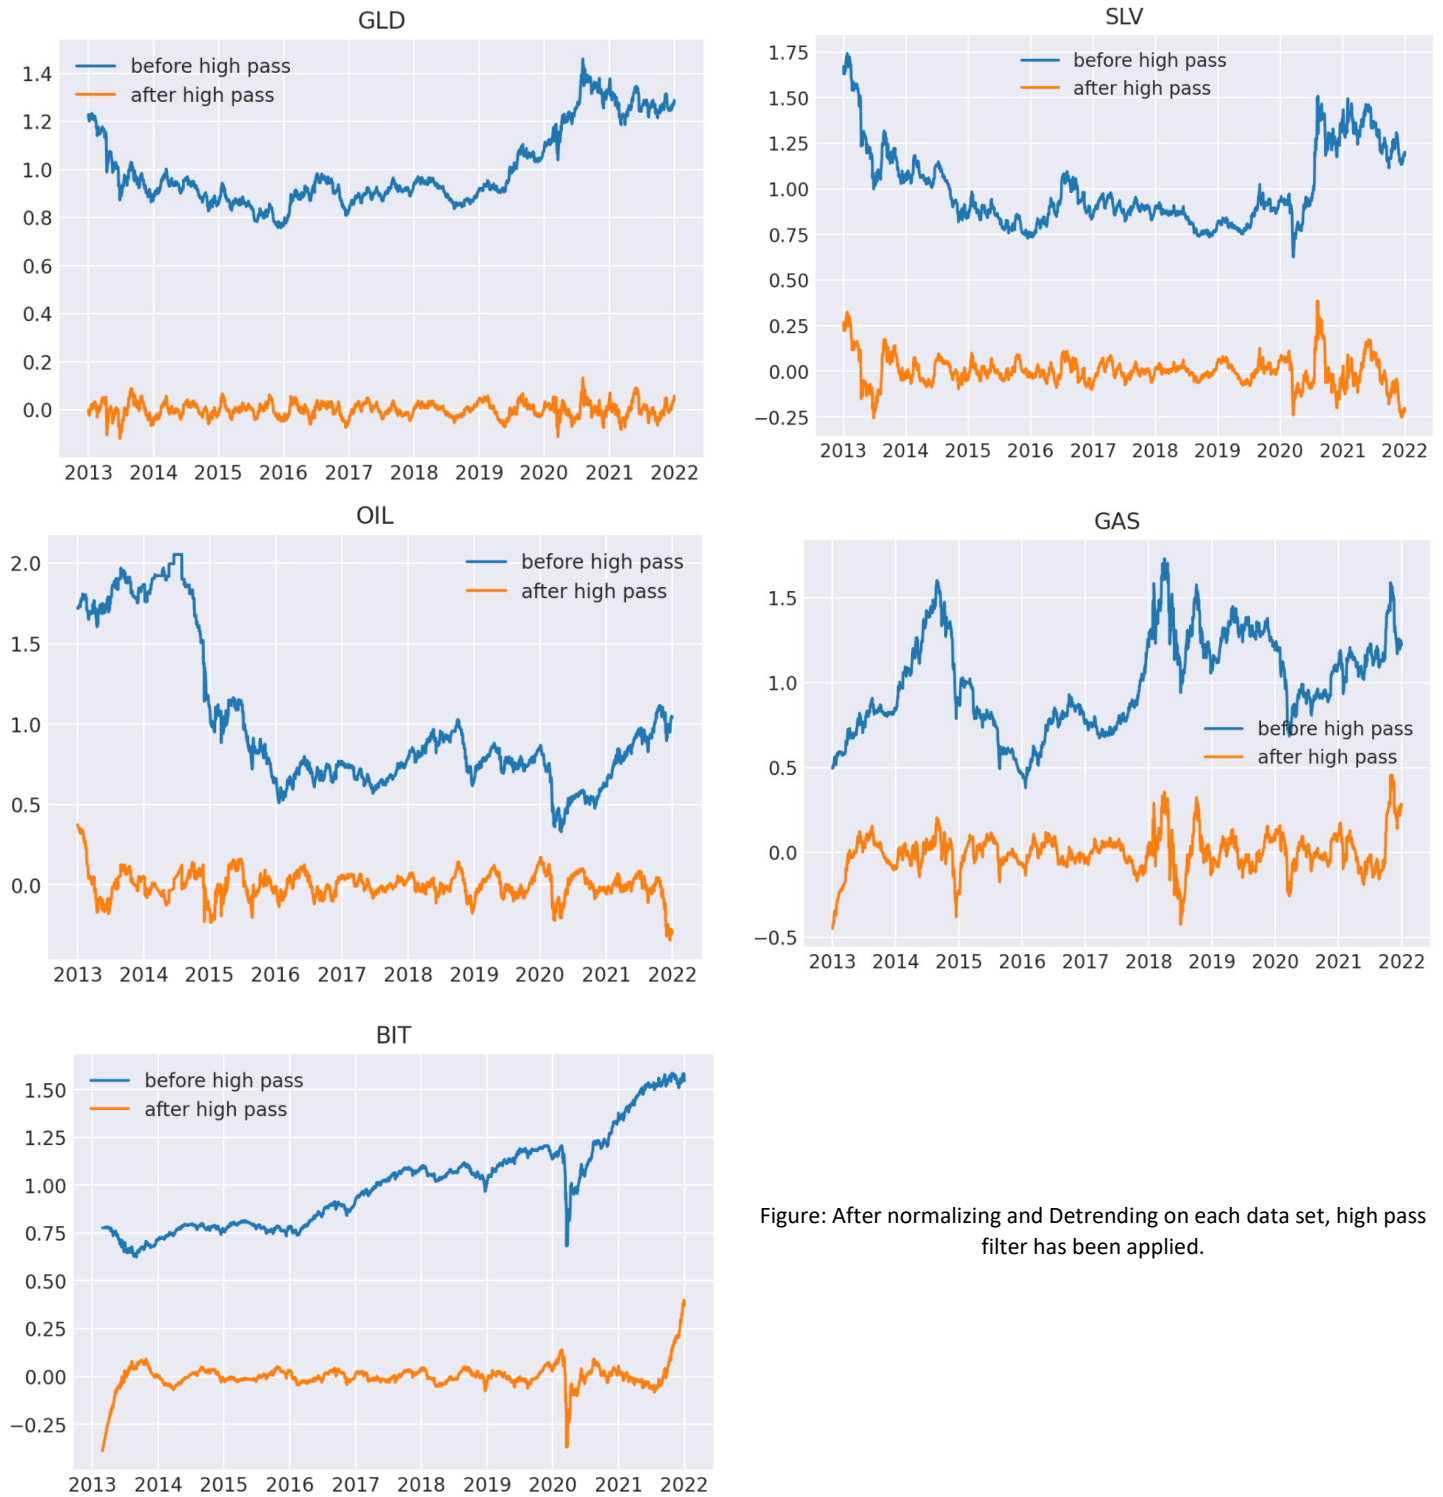 GLD
before high pass
after high pass
1.4
1.2
1.0
0.8
0.6
0.4
0.2
0.0
2013 2014 2015 2016 2017 2018 2019 2020 2021 2022
SLV
before high pass
after high pass
1.75
1.50
1.25
1.00
0.75
0.50
0.25
0.00
−0.25
2013 2014 2015 2016 2017 2018 2019 2020 2021 2022
OIL
before high pass
after high pass
2.0
1.5
1.0
0.5
0.0
2013 2014 2015 2016 2017 2018 2019 2020 2021 2022
GAS
1.5
1.0
before high pass
after high pass
0.5
0.0
−0.5
2013 2014 2015 2016 2017 2018 2019 2020 2021 2022
BIT
before high pass
after high pass
1.50
1.25
1.00
0.75
0.50
0.25
0.00
−0.25
2013 2014 2015 2016 2017 2018 2019 2020 2021 2022
Figure: After normalizing and Detrending on each data set, high pass
filter has been applied.